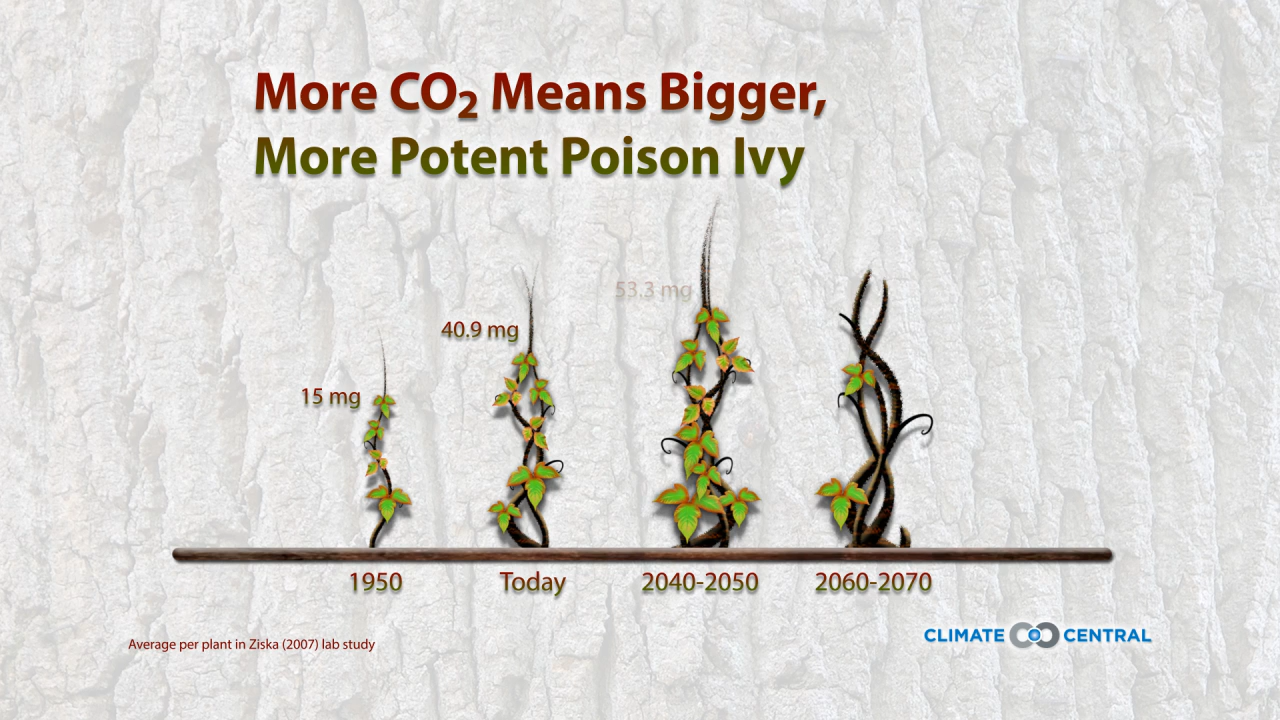 More CO₂ Means Bigger,
More Potent Poison Ivy
53.3 mg
40.9 mg
15 mg
1950 Today 2040-2050 2060-2070
Average per plant in Ziska (2007) lab study
CLIMATE CENTRAL